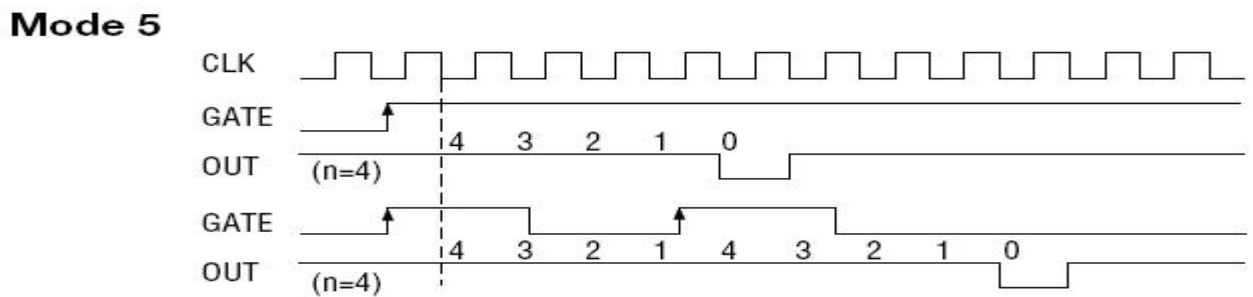 Mode 5
CLK
GATE
4 3 2 1 0
OUT (n=4)
GATE
4 3 2 1 4 3 2 1 0
OUT (n=4)